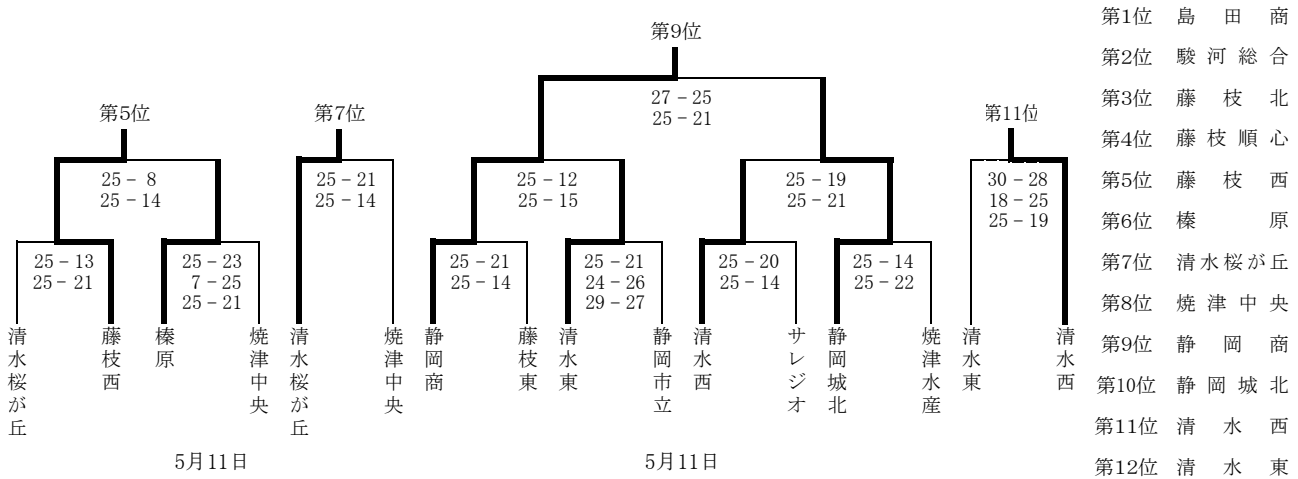 第9位
27－25
25－21
第5位
第7位
第11位
25－ 8
25－14
25－21
25－14
25－12
25－15
25－19
25－21
30－28
18－25
25－19
25－13
25－21
25－23
7－25
25－21
25－21
25－14
25－21
24－26
29－27
25－20
25－14
25－14
25－22
清水桜が丘
藤枝西
榛原
焼津中央
清水桜が丘
焼津中央
静岡商
藤枝東
清水東
静岡市立
清水西
サレジオ
静岡城北
焼津水産
清水東
清水西
5月11日
5月11日
第1位 島田商
第2位 駿河総合
第3位 藤枝北
第4位 藤枝順心
第5位 藤枝西
第6位 榛原
第7位 清水桜が丘
第8位 焼津中央
第9位 静岡商
第10位 静岡城北
第11位 清水西
第12位 清水東